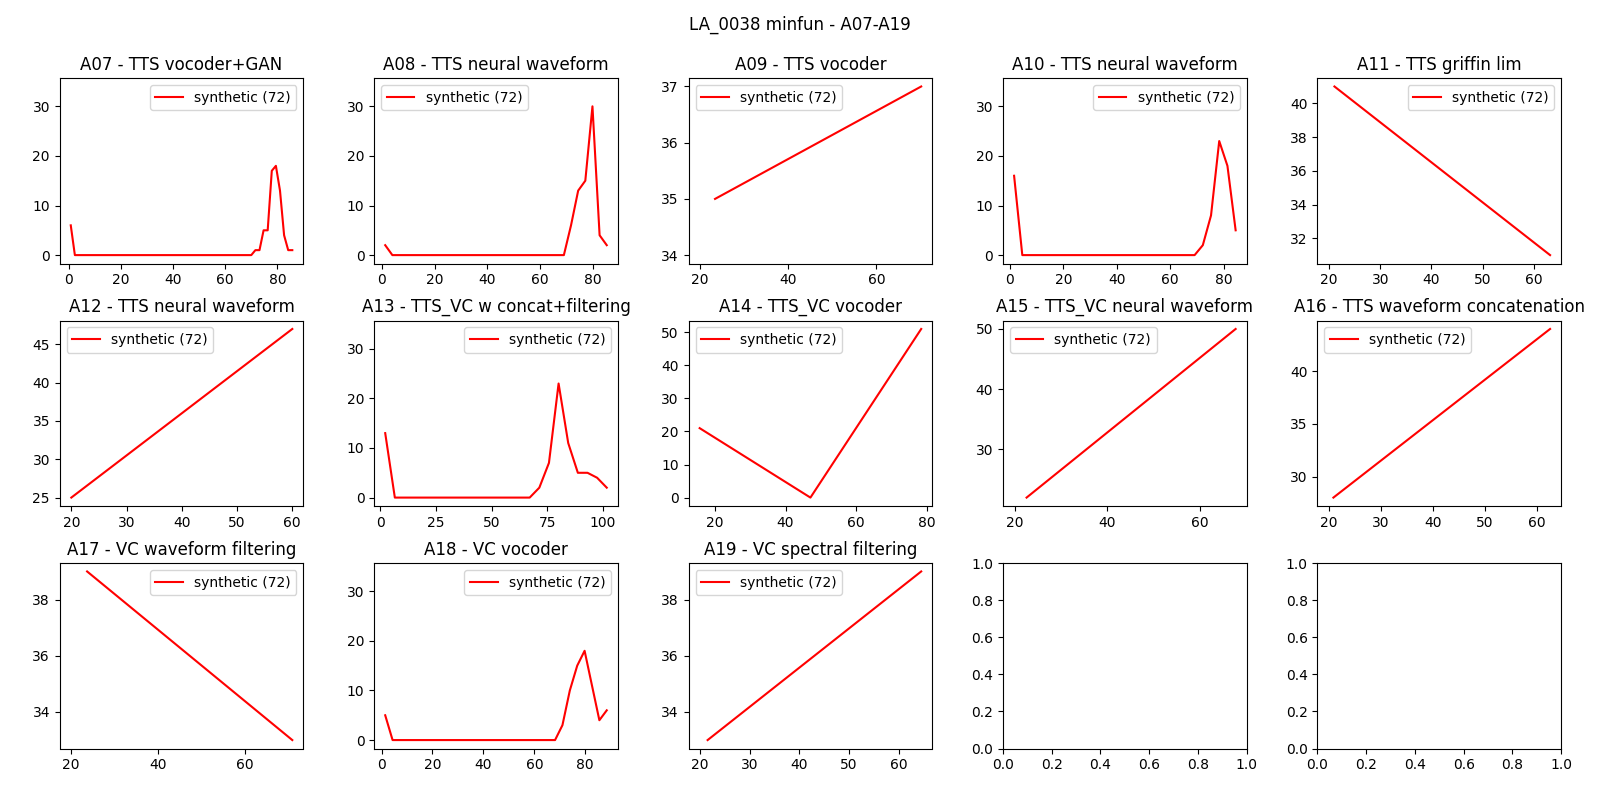 LA_0038 minfun - A07-A19
A07 - TTS vocoder+GAN
synthetic (72)
30
20
10
0
0 20 40 60 80
A08 - TTS neural waveform
synthetic (72)
30
20
10
0
0 20 40 60 80
A09 - TTS vocoder
synthetic (72)
37
36
35
34
20 40 60
A10 - TTS neural waveform
synthetic (72)
30
20
10
0
0 20 40 60 80
A11 - TTS griffin lim
synthetic (72)
40
38
36
34
32
20 30 40 50 60
A12 - TTS neural waveform
synthetic (72)
45
40
35
30
25
20 30 40 50 60
A13 - TTS_VC w concat+filtering
synthetic (72)
30
20
10
0
0 25 50 75 100
A14 - TTS_VC vocoder
synthetic (72)
50
40
30
20
10
0
20 40 60 80
A15 - TTS_VC neural waveform
synthetic (72)
50
40
30
20 40 60
A16 - TTS waveform concatenation
synthetic (72)
40
35
30
20 30 40 50 60
A17 - VC waveform filtering
synthetic (72)
38
36
34
20 40 60
A18 - VC vocoder
synthetic (72)
30
20
10
0
0 20 40 60 80
A19 - VC spectral filtering
synthetic (72)
38
36
34
20 30 40 50 60
1.0
0.8
0.6
0.4
0.2
0.0
0.0 0.2 0.4 0.6 0.8 1.0
1.0
0.8
0.6
0.4
0.2
0.0
0.0 0.2 0.4 0.6 0.8 1.0